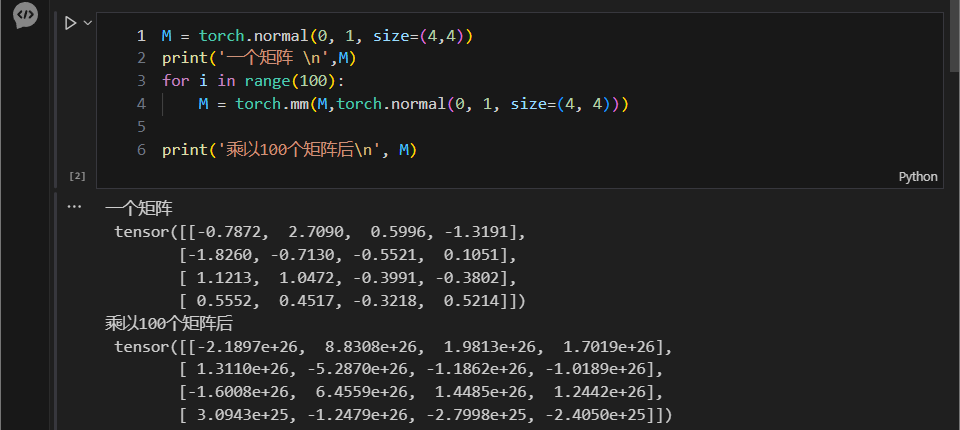 1 M = torch.normal(0, 1, size=(4,4))
2 print('一个矩阵 \n',M)
3 for i in range(100):
4     M = torch.mm(M,torch.normal(0, 1, size=(4, 4)))
5
6 print('乘以100个矩阵后\n', M)
[2]
Python
···
一个矩阵
 tensor([[-0.7872,  2.7090,  0.5996, -1.3191],
        [-1.8260, -0.7130, -0.5521,  0.1051],
        [ 1.1213,  1.0472, -0.3991, -0.3802],
        [ 0.5552,  0.4517, -0.3218,  0.5214]])
乘以100个矩阵后
 tensor([[-2.1897e+26,  8.8308e+26,  1.9813e+26,  1.7019e+26],
        [ 1.3110e+26, -5.2870e+26, -1.1862e+26, -1.0189e+26],
        [-1.6008e+26,  6.4559e+26,  1.4485e+26,  1.2442e+26],
        [ 3.0943e+25, -1.2479e+26, -2.7998e+25, -2.4050e+25]])